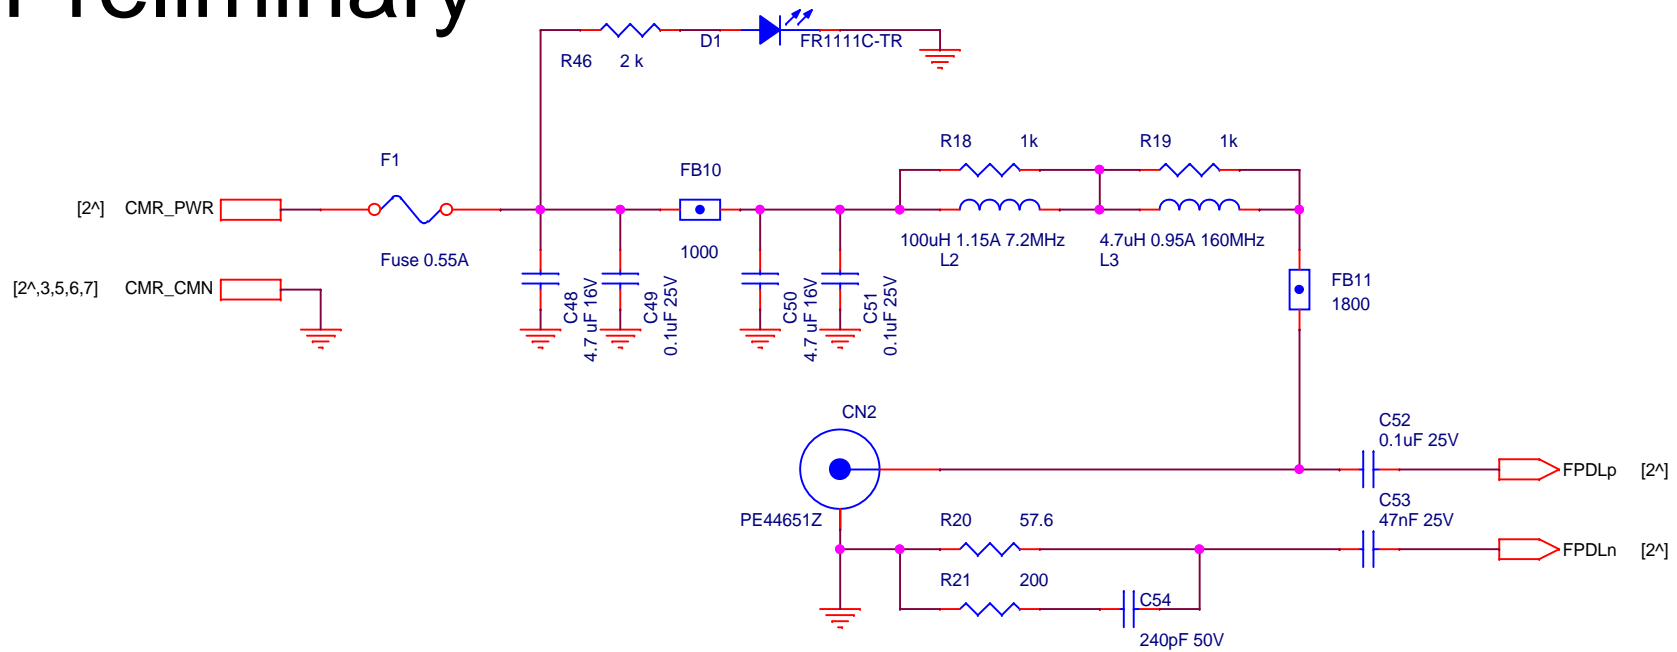 Preliminary
D1
FR1111C-TR
R46
2 k
R18
1k
R19
1k
F1
FB10
[2^]
CMR_PWR
100uH 1.15A 7.2MHz
L2
4.7uH 0.95A 160MHz
L3
1000
Fuse 0.55A
[2^,3,5,6,7]
CMR_CMN
C48
4.7 uF 16V
C49
0.1uF 25V
C50
4.7 uF 16V
C51
0.1uF 25V
FB11
1800
CN2
C52
0.1uF 25V
FPDLp
[2^]
C53
47nF 25V
PE44651Z
R20
57.6
FPDLn
[2^]
R21
200
C54
240pF 50V